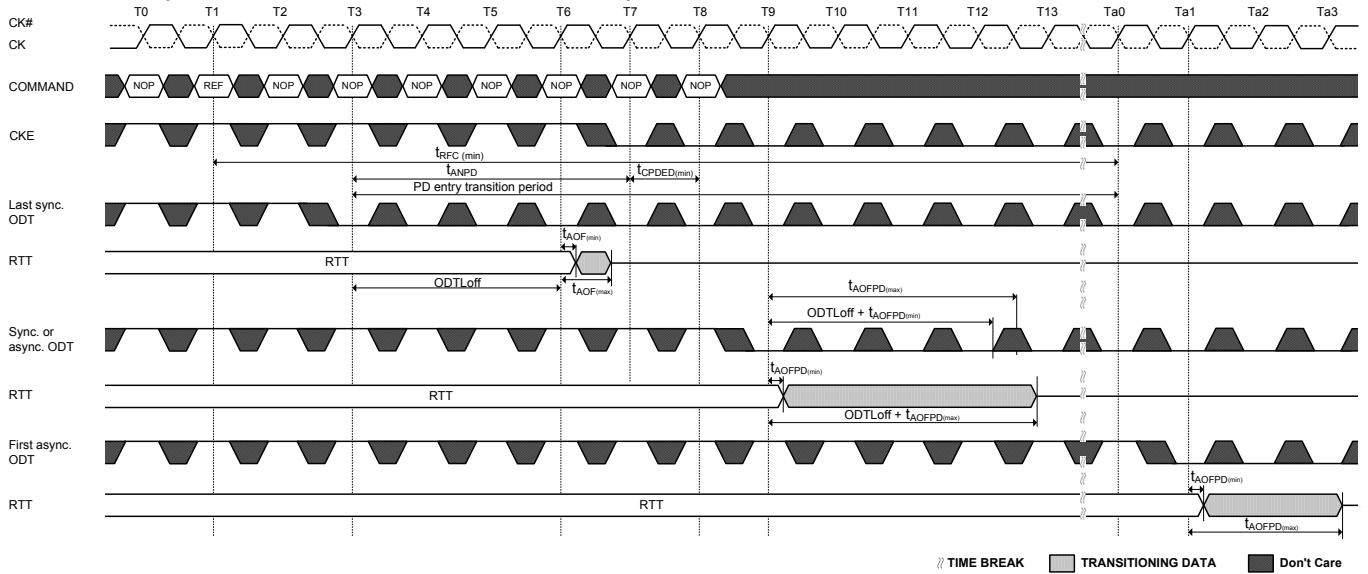 T0 T1 T2 T3 T4 T5 T6 T7 T8 T9 T10 T11 T12 T13 Ta0 Ta1 Ta2 Ta3
CK#
CK
COMMAND NOP REF NOP NOP NOP NOP NOP NOP NOP
CKE
tRFC (min)
tANPD tCPDED(min)
PD entry transition period
Last sync.
ODT
tAOF(min)
RTT RTT
ODTLoff tAOF(max)
tAOFPD(max)
ODTLoff + tAOFPD(min)
Sync. or
async. ODT
tAOFPD(min)
RTT RTT
ODTLoff + tAOFPD(max)
First async.
ODT
tAOFPD(min)
RTT RTT
tAOFPD(max)
TIME BREAK TRANSITIONING DATA Don't Care